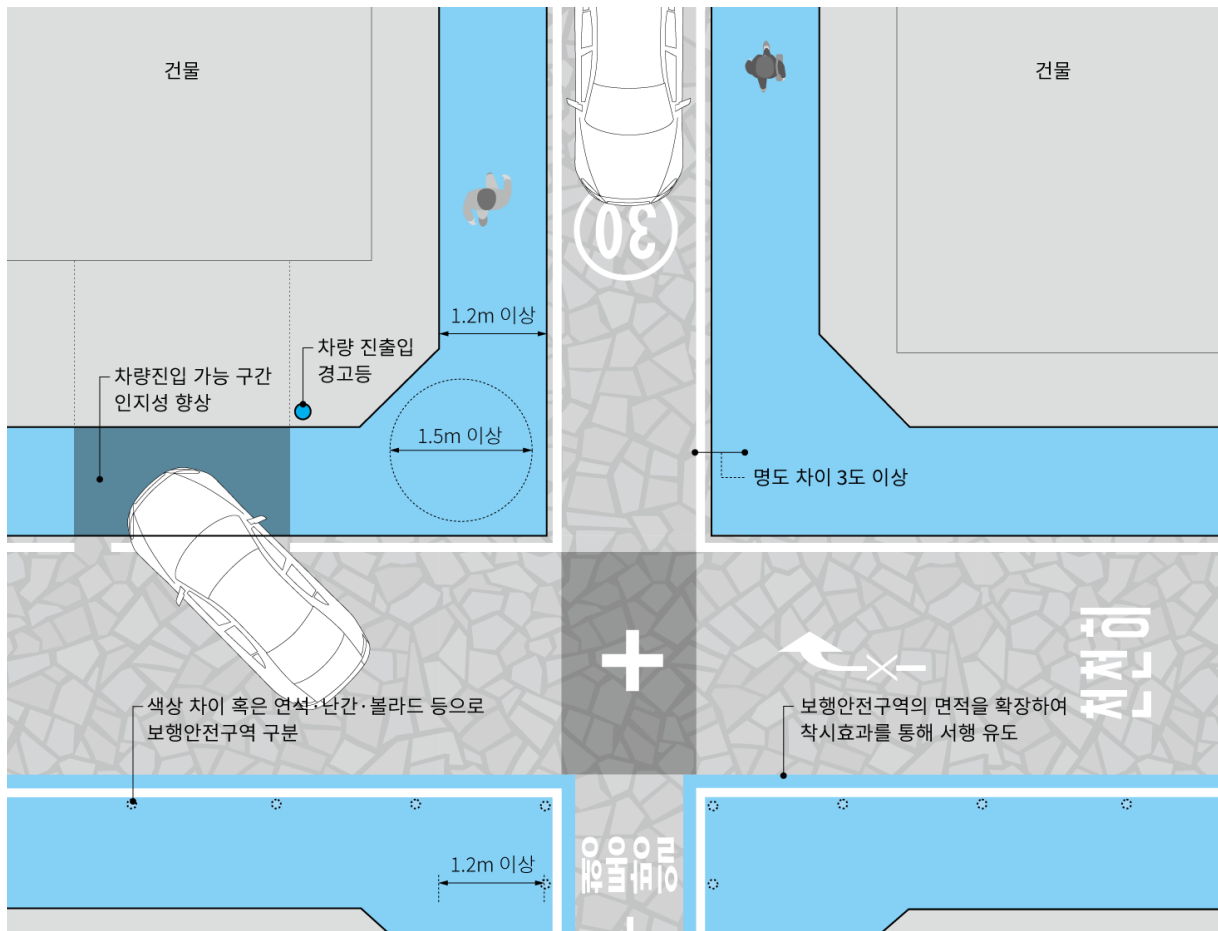 건물
건물
30
1.2m 이상
차량 진출입
경고등
차량진입 가능 구간
인지성 향상
1.5m 이상
명도 차이 3도 이상
천천히
색상 차이 혹은 연석·난간·볼라드 등으로
보행안전구역 구분
보행안전구역의 면적을 확장하여
착시효과를 통해 서행 유도
1.2m 이상
일방통행